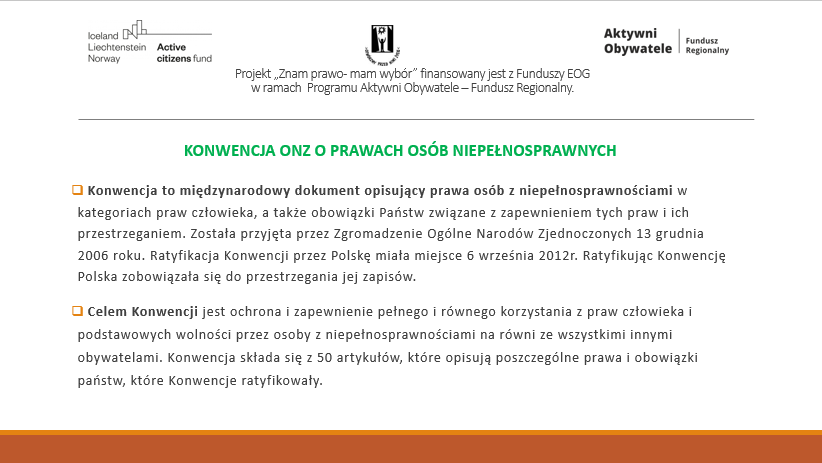 Iceland
Liechtenstein Active
Norway citizens fund
Aktywni
Obywatele
Fundusz
Regionalny
Projekt „Znam prawo- mam wybór” finansowany jest z Funduszy EOG
w ramach Programu Aktywni Obywatele – Fundusz Regionalny.
KONWENCJA ONZ O PRAWACH OSÓB NIEPEŁNOSPRAWNYCH
❑ Konwencja to międzynarodowy dokument opisujący prawa osób z niepełnosprawnościami w
kategoriach praw człowieka, a także obowiązki Państw związane z zapewnieniem tych praw i ich
przestrzeganiem. Została przyjęta przez Zgromadzenie Ogólne Narodów Zjednoczonych 13 grudnia
2006 roku. Ratyfikacja Konwencji przez Polskę miała miejsce 6 września 2012r. Ratyfikując Konwencję
Polska zobowiązała się do przestrzegania jej zapisów.
❑ Celem Konwencji jest ochrona i zapewnienie pełnego i równego korzystania z praw człowieka i
podstawowych wolności przez osoby z niepełnosprawnościami na równi ze wszystkimi innymi
obywatelami. Konwencja składa się z 50 artykułów, które opisują poszczególne prawa i obowiązki
państw, które Konwencje ratyfikowały.